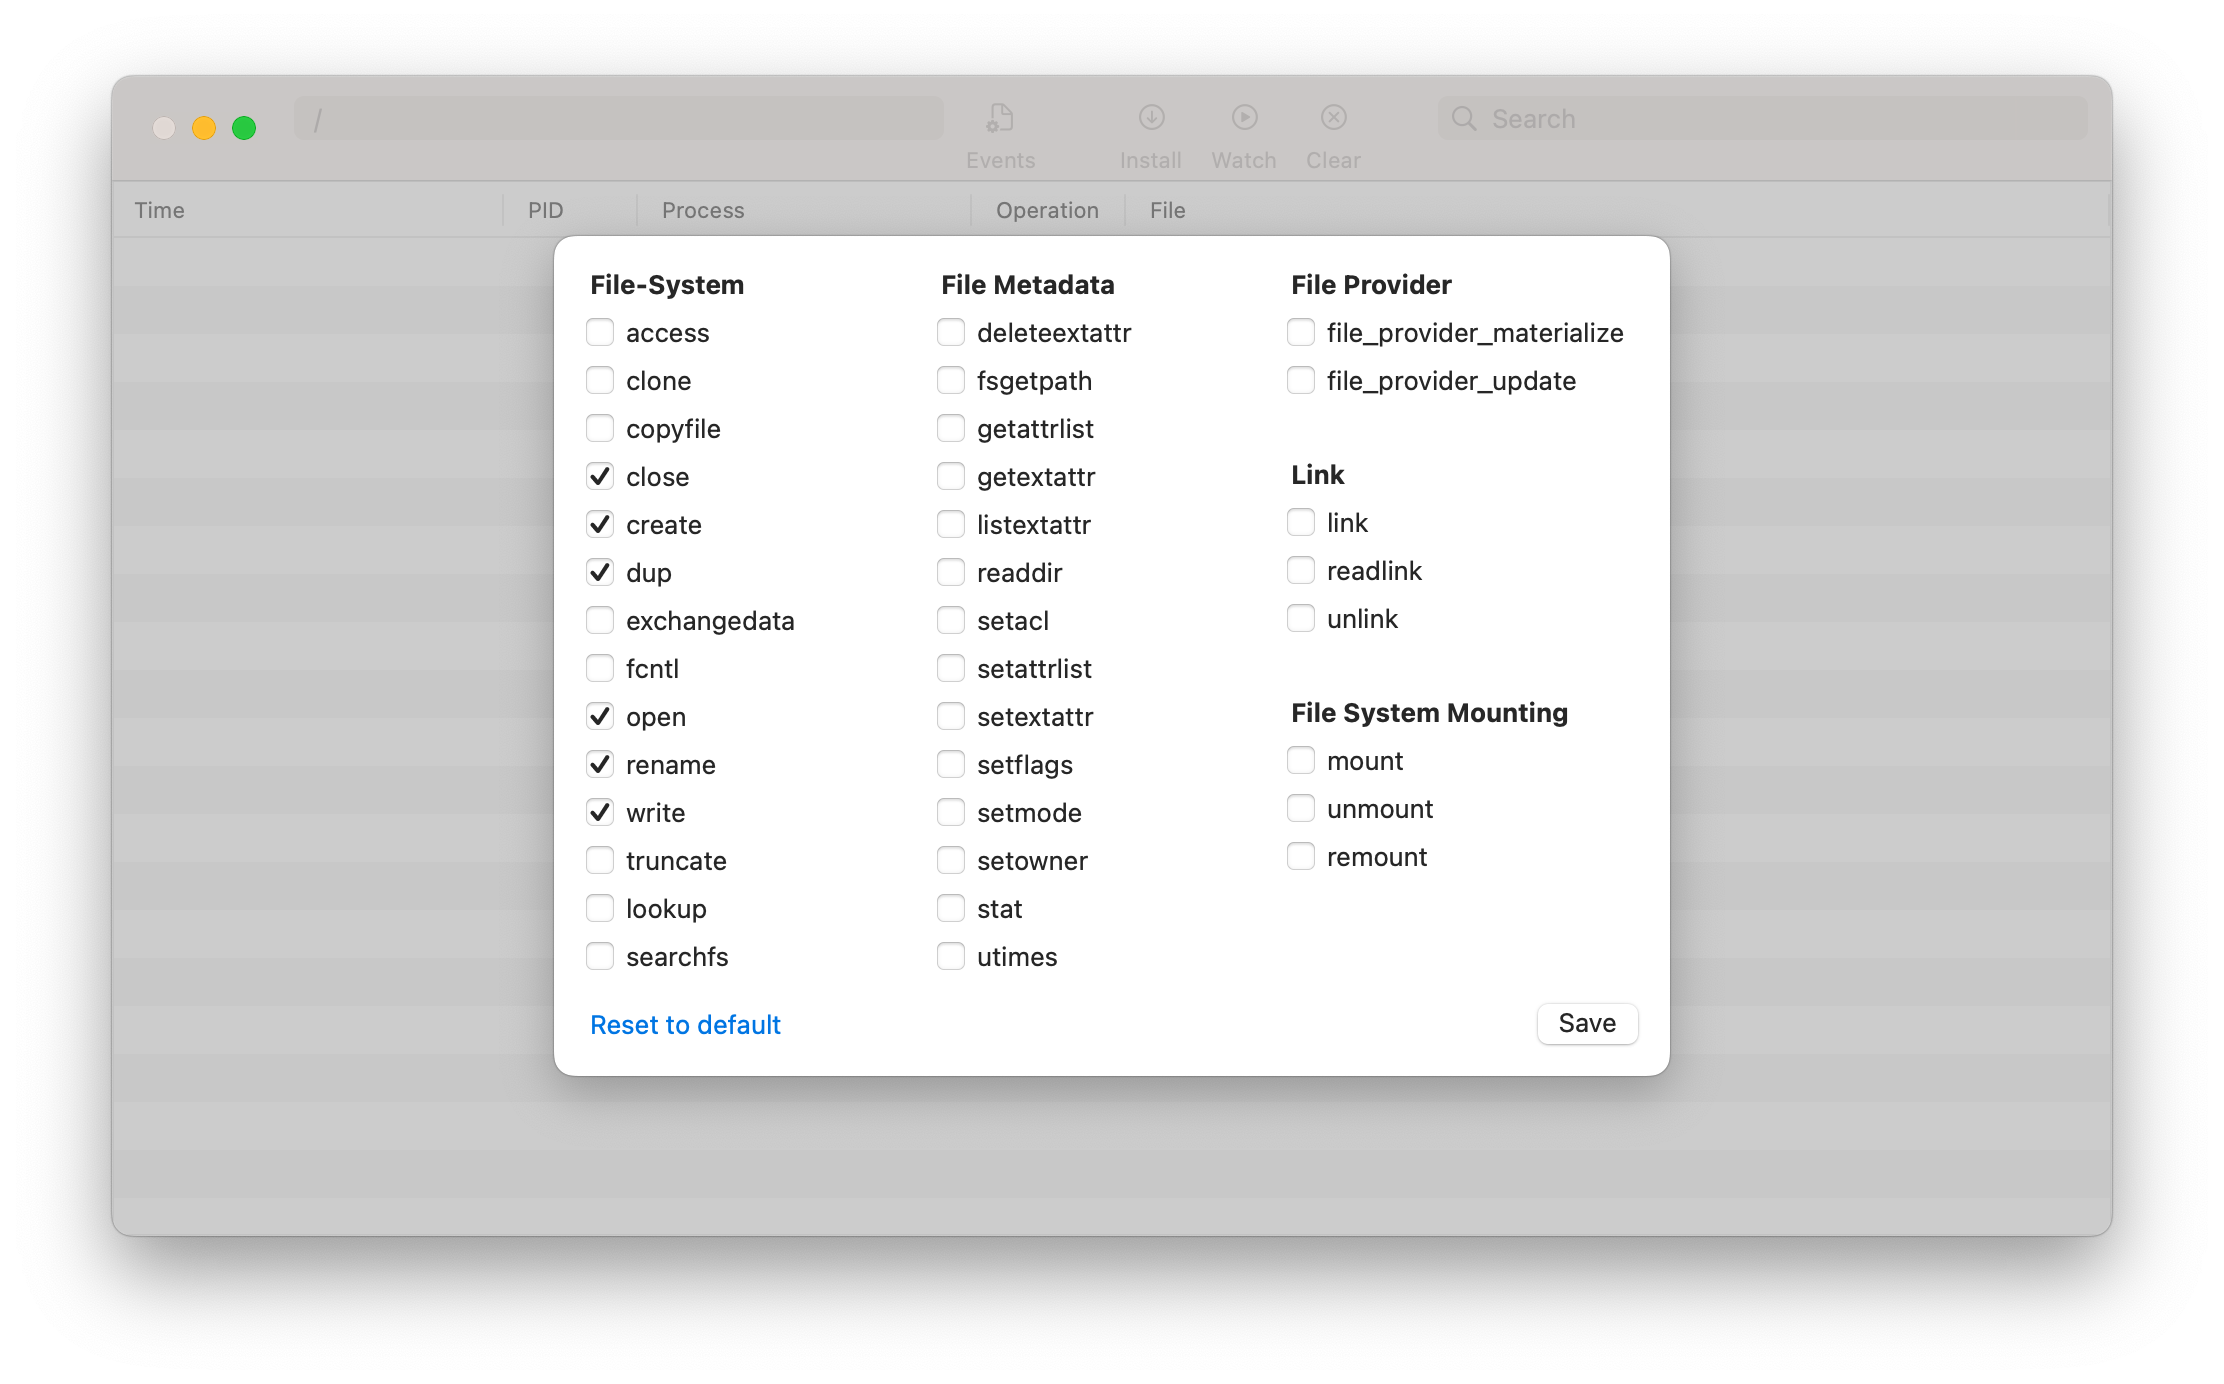 /
Events
Install
Watch
Clear
Search
Time
PID
Process
Operation
File
File-System
access
clone
copyfile
close
create
dup
exchangedata
fcntl
open
rename
write
truncate
lookup
searchfs
File Metadata
deleteextattr
fsgetpath
getattrlist
getextattr
listextattr
readdir
setacl
setattrlist
setextattr
setflags
setmode
setowner
stat
utimes
File Provider
file_provider_materialize
file_provider_update
Link
link
readlink
unlink
File System Mounting
mount
unmount
remount
Reset to default
Save